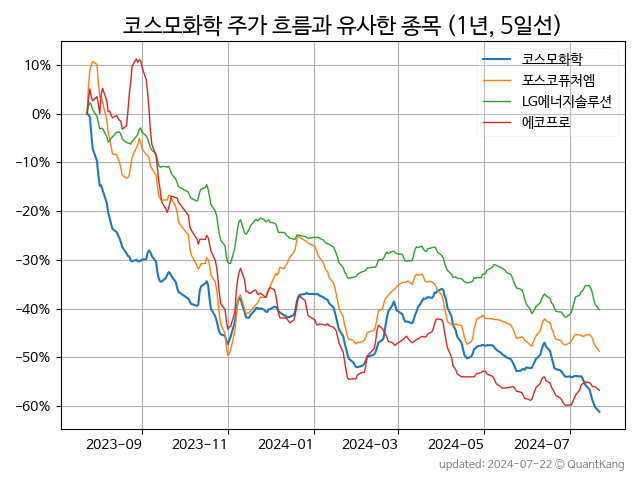 코스모화학 주가 흐름과 유사한 종목 (1년, 5일선)
코스모화학
포스코퓨처엠
LG에너지솔루션
에코프로
10%
0%
−10%
−20%
−30%
−40%
−50%
−60%
2023-09
2023-11
2024-01
2024-03
2024-05
2024-07
updated: 2024-07-22 © QuantKang